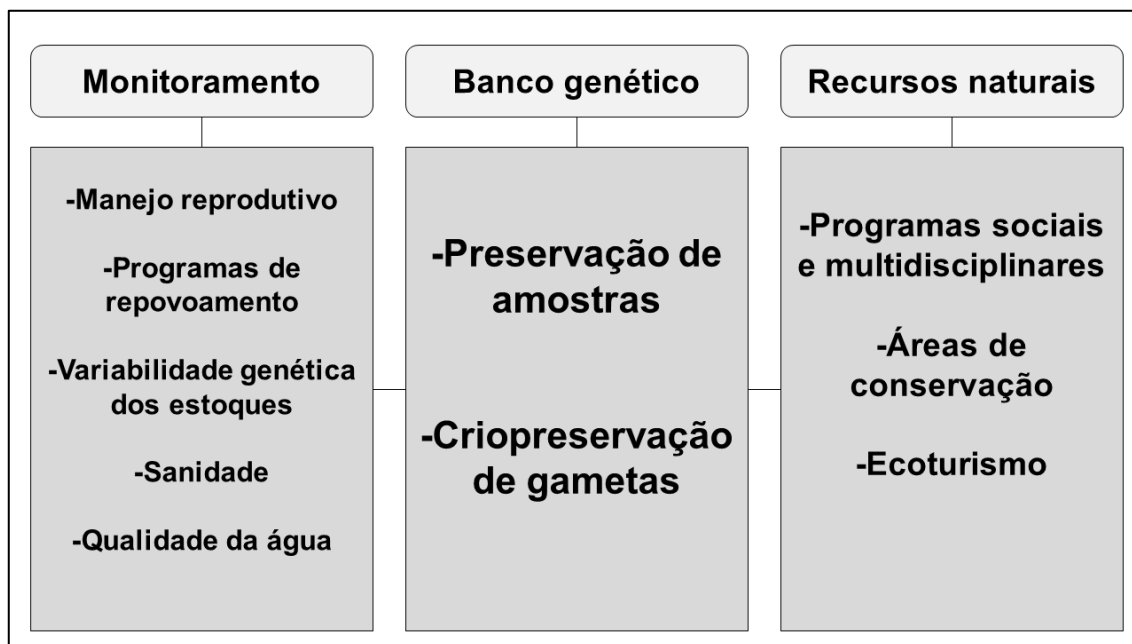 Monitoramento
-Manejo reprodutivo
-Programas de
repovoamento
-Variabilidade genética
dos estoques
-Sanidade
-Qualidade da água
Banco genético
-Preservação de
amostras
-Criopreservação
de gametas
Recursos naturais
-Programas sociais
e multidisciplinares
-Áreas de
conservação
-Ecoturismo